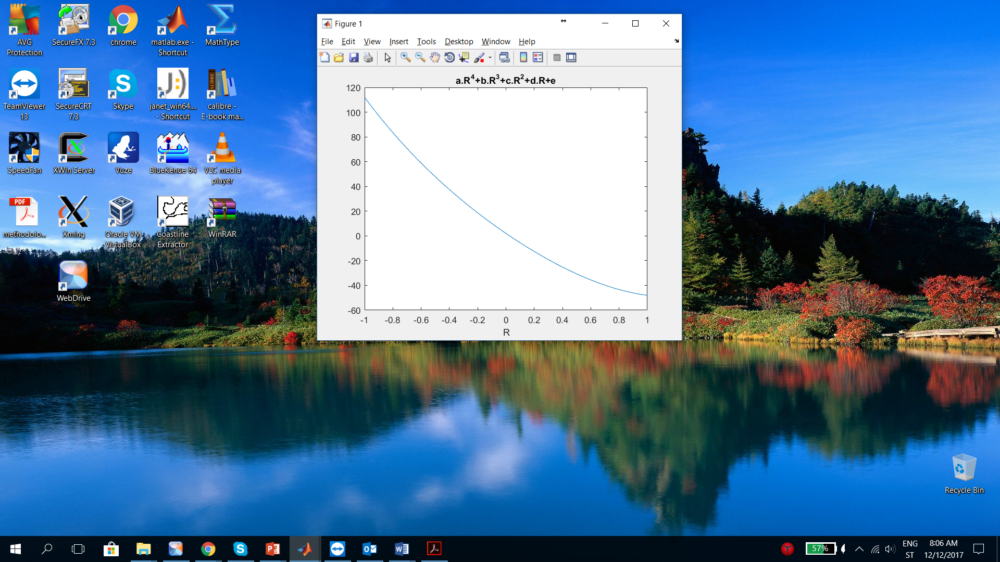 AVG
Protection
SecureFX 7.3
chrome
matlab.exe -
Shortcut
MathType
TeamViewer
13
SecureCRT
7.3
Skype
janet_win64....
- Shortcut
calibre -
E-book ma...
SpeedFan
XWin Server
Vuze
BlueKenue 64
VLC media
player
PDF
methodolo...
Xming
Oracle VM
VirtualBox
Coastline
Extractor
WinRAR
WebDrive
Figure 1
File Edit View Insert Tools Desktop Window Help
a.R⁴+b.R³+c.R²+d.R+e
120
100
80
60
40
20
0
-20
-40
-60
-1 -0.8 -0.6 -0.4 -0.2 0 0.2 0.4 0.6 0.8 1
R
Recycle Bin
57%
ENG
ST
8:06 AM
12/12/2017